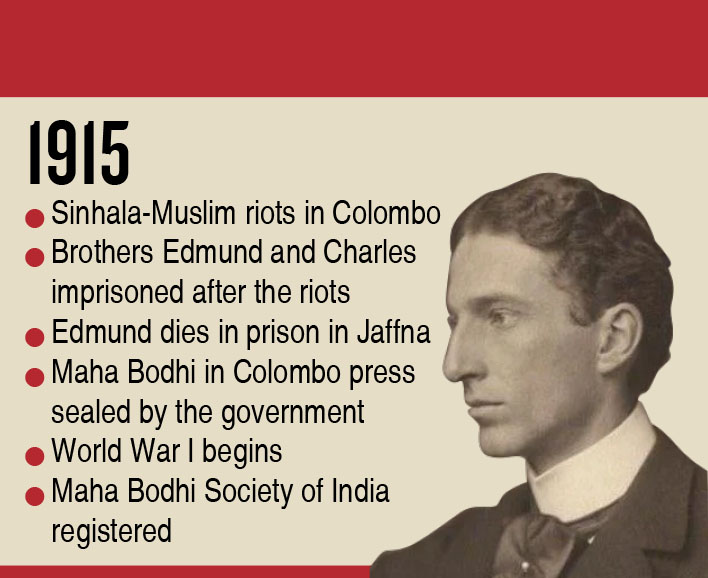 1915
● Sinhala-Muslim riots in Colombo
● Brothers Edmund and Charles
imprisoned after the riots
● Edmund dies in prison in Jaffna
● Maha Bodhi in Colombo press
sealed by the government
● World War I begins
● Maha Bodhi Society of India
registered